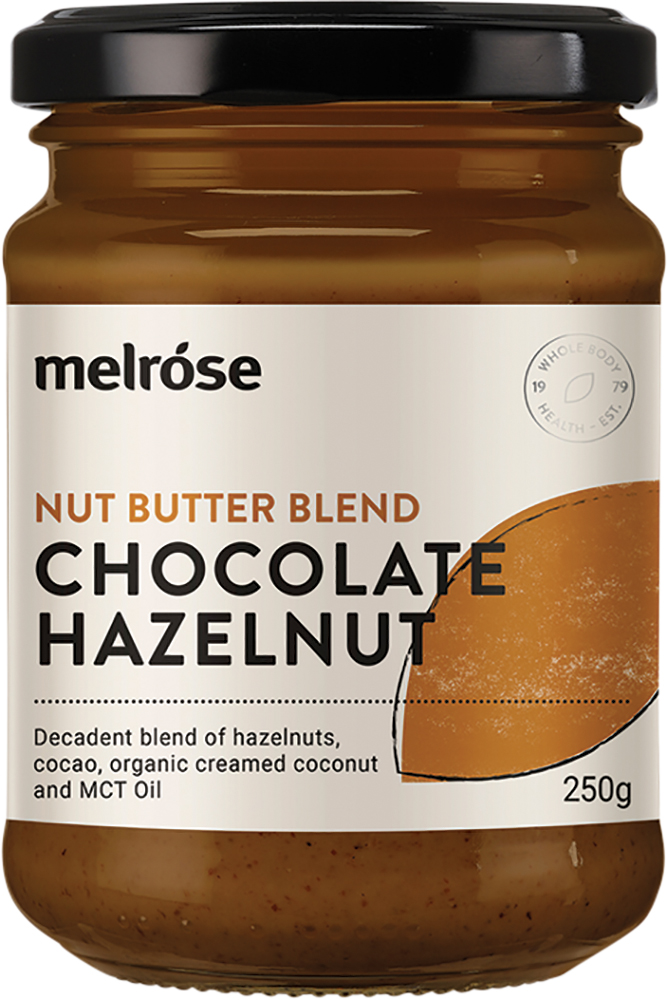 melróse
WHOLE BODY
19 79
HEALTH – EST.
NUT BUTTER BLEND
CHOCOLATE
HAZELNUT
Decadent blend of hazelnuts,
cocao, organic creamed coconut
and MCT Oil
250g